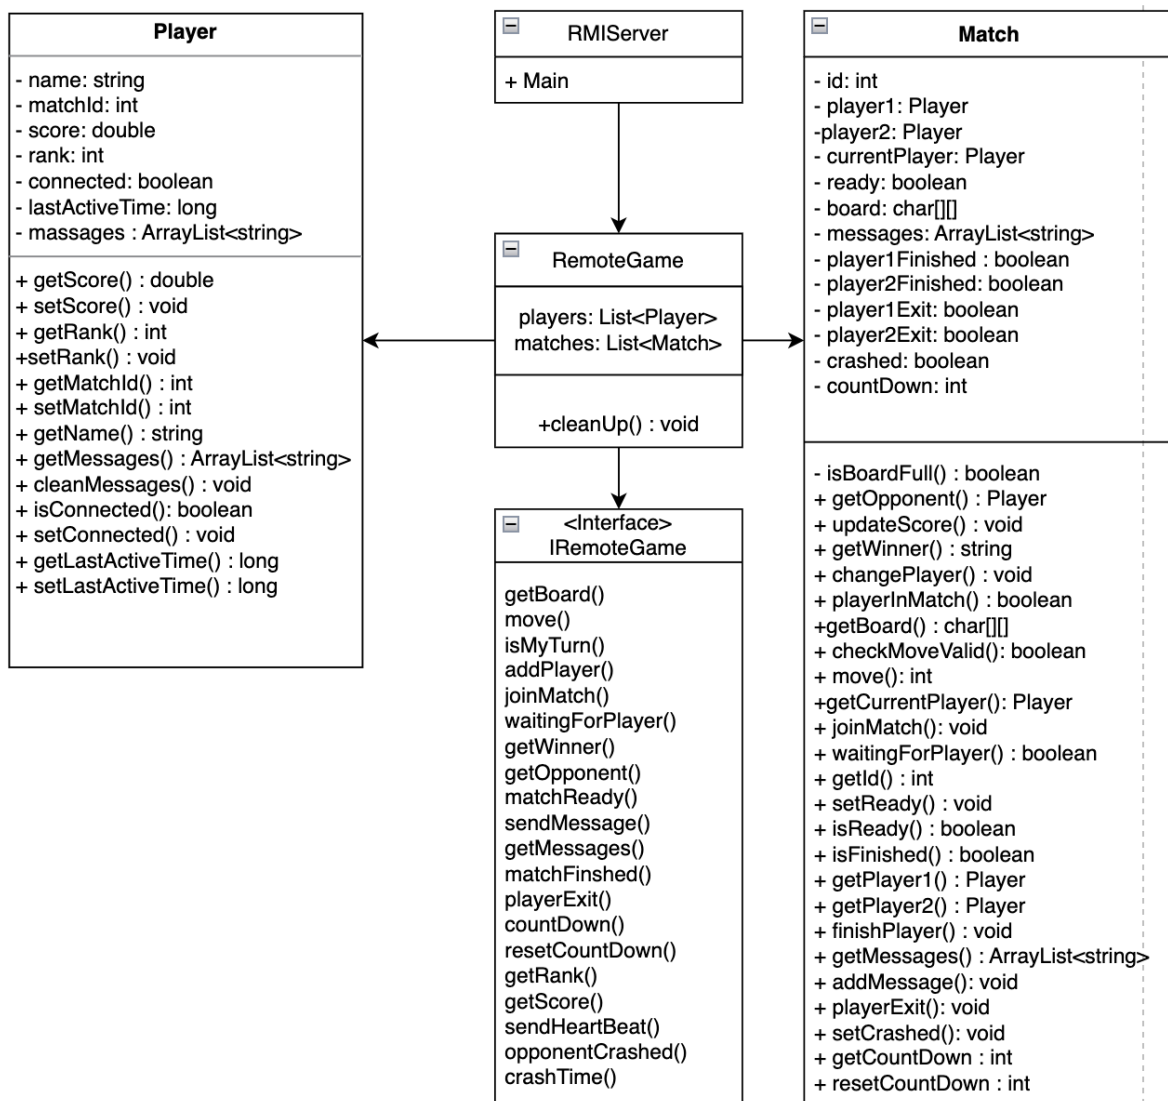 Player
- name: string
- matchId: int
- score: double
- rank: int
- connected: boolean
- lastActiveTime: long
- massages : ArrayList<string>
+ getScore() : double
+ setScore() : void
+ getRank() : int
+setRank() : void
+ getMatchId() : int
+ setMatchId() : int
+ getName() : string
+ getMessages() : ArrayList<string>
+ cleanMessages() : void
+ isConnected(): boolean
+ setConnected() : void
+ getLastActiveTime() : long
+ setLastActiveTime() : long
RMIServer
+ Main
RemoteGame
players: List<Player>
matches: List<Match>
+cleanUp() : void
<Interface>
IRemoteGame
getBoard()
move()
isMyTurn()
addPlayer()
joinMatch()
waitingForPlayer()
getWinner()
getOpponent()
matchReady()
sendMessage()
getMessages()
matchFinshed()
playerExit()
countDown()
resetCountDown()
getRank()
getScore()
sendHeartBeat()
opponentCrashed()
crashTime()
Match
- id: int
- player1: Player
-player2: Player
- currentPlayer: Player
- ready: boolean
- board: char[][]
- messages: ArrayList<string>
- player1Finished : boolean
- player2Finished: boolean
- player1Exit: boolean
- player2Exit: boolean
- crashed: boolean
- countDown: int
- isBoardFull() : boolean
+ getOpponent() : Player
+ updateScore() : void
+ getWinner() : string
+ changePlayer() : void
+ playerInMatch() : boolean
+getBoard() : char[][]
+ checkMoveValid(): boolean
+ move(): int
+getCurrentPlayer(): Player
+ joinMatch(): void
+ waitingForPlayer() : boolean
+ getId() : int
+ setReady() : void
+ isReady() : boolean
+ isFinished() : boolean
+ getPlayer1() : Player
+ getPlayer2() : Player
+ finishPlayer() : void
+ getMessages() : ArrayList<string>
+ addMessage(): void
+ playerExit(): void
+ setCrashed(): void
+ getCountDown : int
+ resetCountDown : int